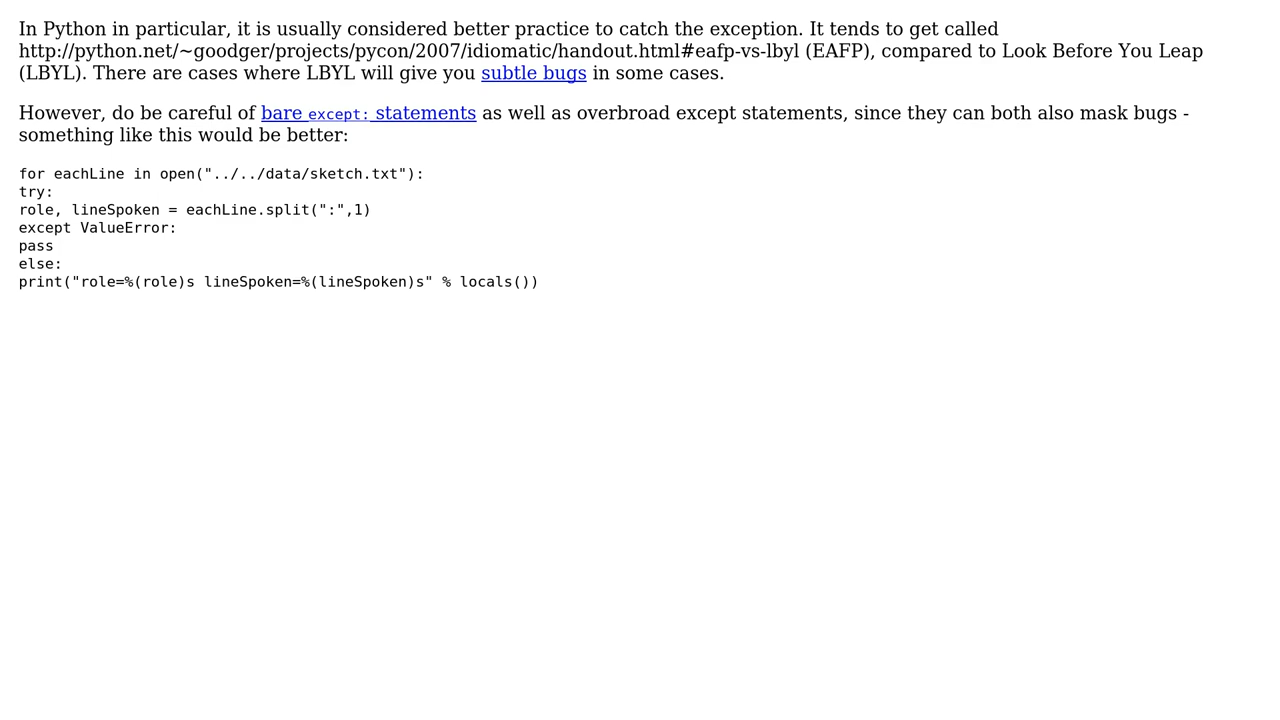 In Python in particular, it is usually considered better practice to catch the exception. It tends to get called
http://python.net/~goodger/projects/pycon/2007/idiomatic/handout.html#eafp-vs-lbyl (EAFP), compared to Look Before You Leap
(LBYL). There are cases where LBYL will give you subtle bugs in some cases.
However, do be careful of bare except: statements as well as overbroad except statements, since they can both also mask bugs -
something like this would be better:
for eachLine in open("../../data/sketch.txt"):
try:
role, lineSpoken = eachLine.split(":",1)
except ValueError:
pass
else:
print("role=%(role)s lineSpoken=%(lineSpoken)s" % locals())